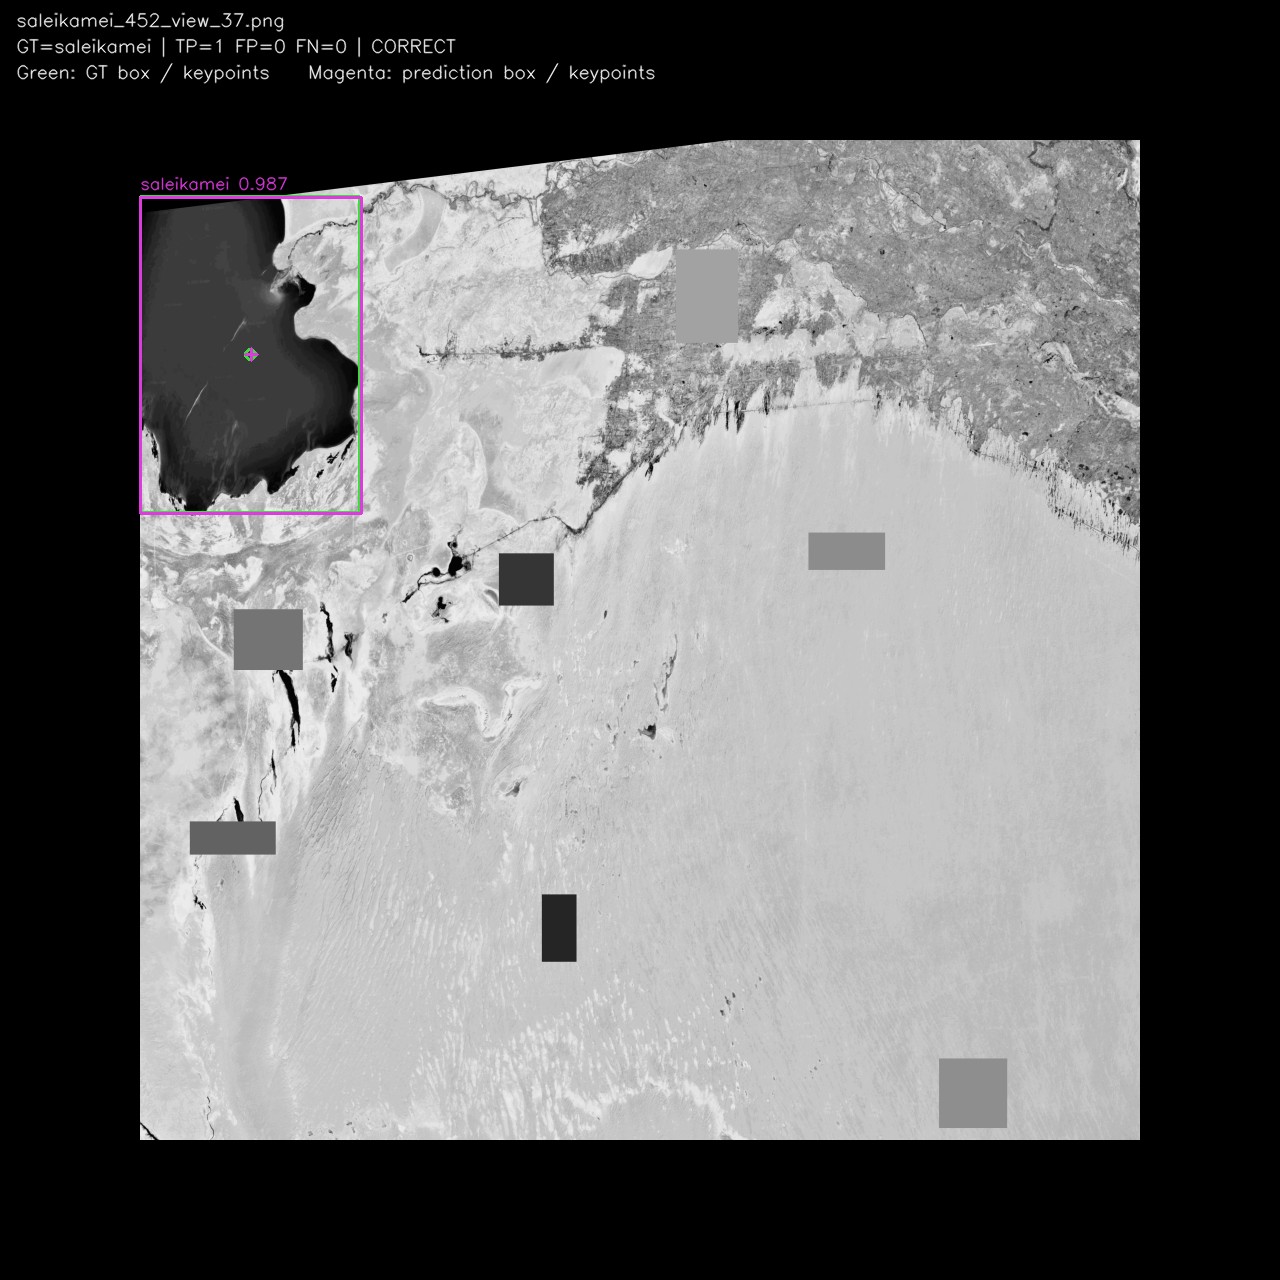 saleikamei_452_view_37.png
GT=saleikamei | TP=1 FP=0 FN=0 | CORRECT
Green: GT box / keypoints    Magenta: prediction box / keypoints
saleikamei 0.987